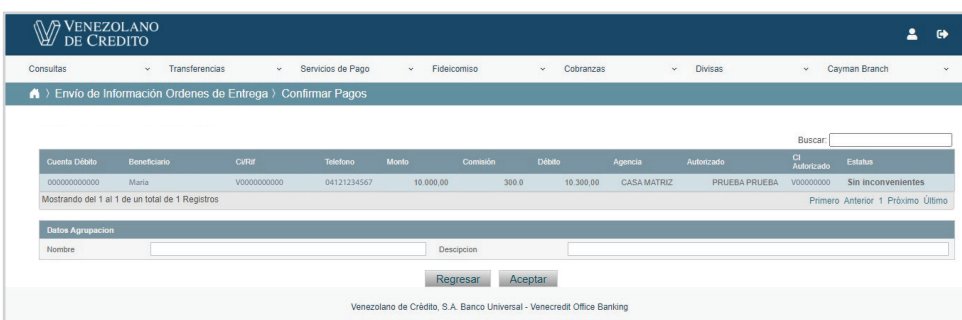 VENEZOLANO
DE CREDITO
Consultas Transferencias Servicios de Pago Fideicomiso Cobranzas Divisas Cayman Branch
> Envío de Información Ordenes de Entrega > Confirmar Pagos
Buscar:
Cuenta Débito Beneficiario Ci/Rif Telefono Monto Comisión Débito Agencia Autorizado CI Autorizado Estatus
000000000000 Maria V0000000000 04121234567 10.000,00 300.0 10.300,00 CASA MATRIZ PRUEBA PRUEBA V00000000 Sin inconvenientes
Mostrando del 1 al 1 de un total de 1 Registros Primero Anterior 1 Próximo Último
Datos Agrupacion
Nombre Descipcion
Regresar Aceptar
Venezolano de Crédito, S.A. Banco Universal - Venecredit Office Banking